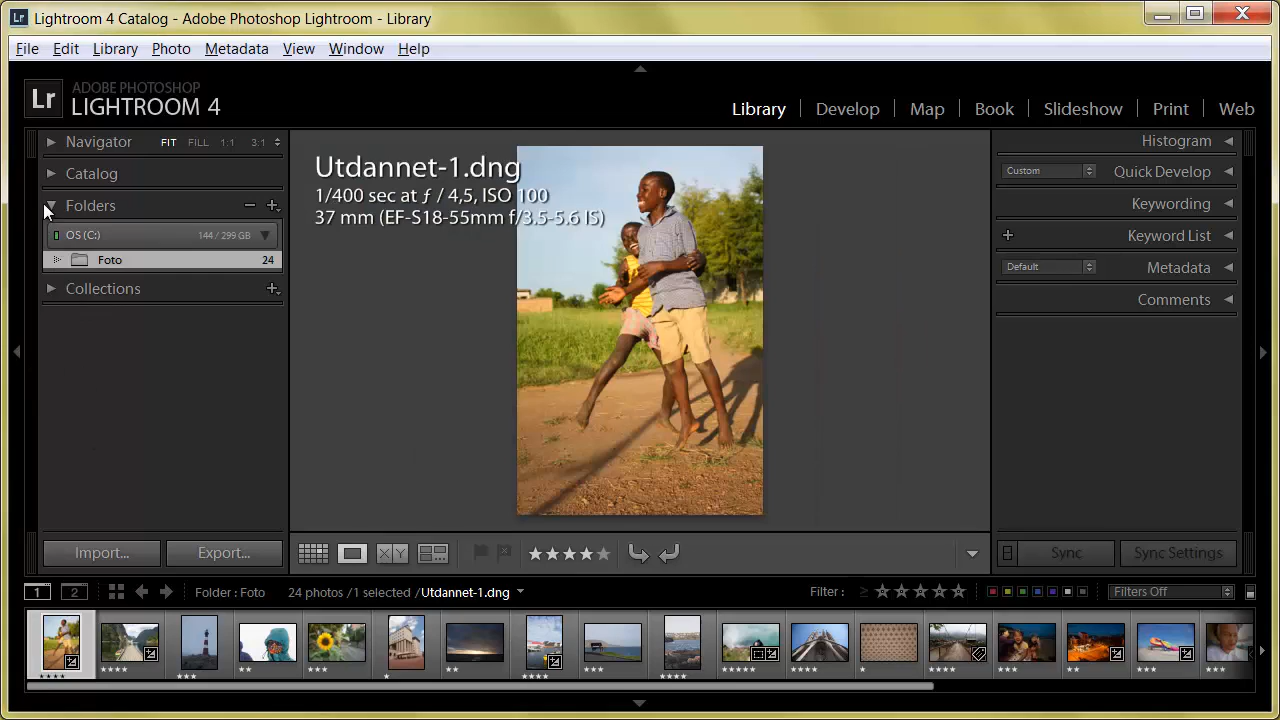 Lr Lightroom 4 Catalog - Adobe Photoshop Lightroom - Library
File Edit Library Photo Metadata View Window Help
Lr ADOBE PHOTOSHOP
LIGHTROOM 4
Library Develop Map Book Slideshow Print Web
Navigator FIT FILL 1:1 3:1
Catalog
Folders
OS (C:) 144 / 299 GB
Foto 24
Collections
Utdannet-1.dng
1/400 sec at ƒ / 4,5, ISO 100
37 mm (EF-S18-55mm f/3.5-5.6 IS)
Histogram
Custom Quick Develop
Keywording
Keyword List
Default Metadata
Comments
Import... Export...
X Y
Sync Sync Settings
1 2 Folder : Foto 24 photos / 1 selected / Utdannet-1.dng Filter : Filters Off